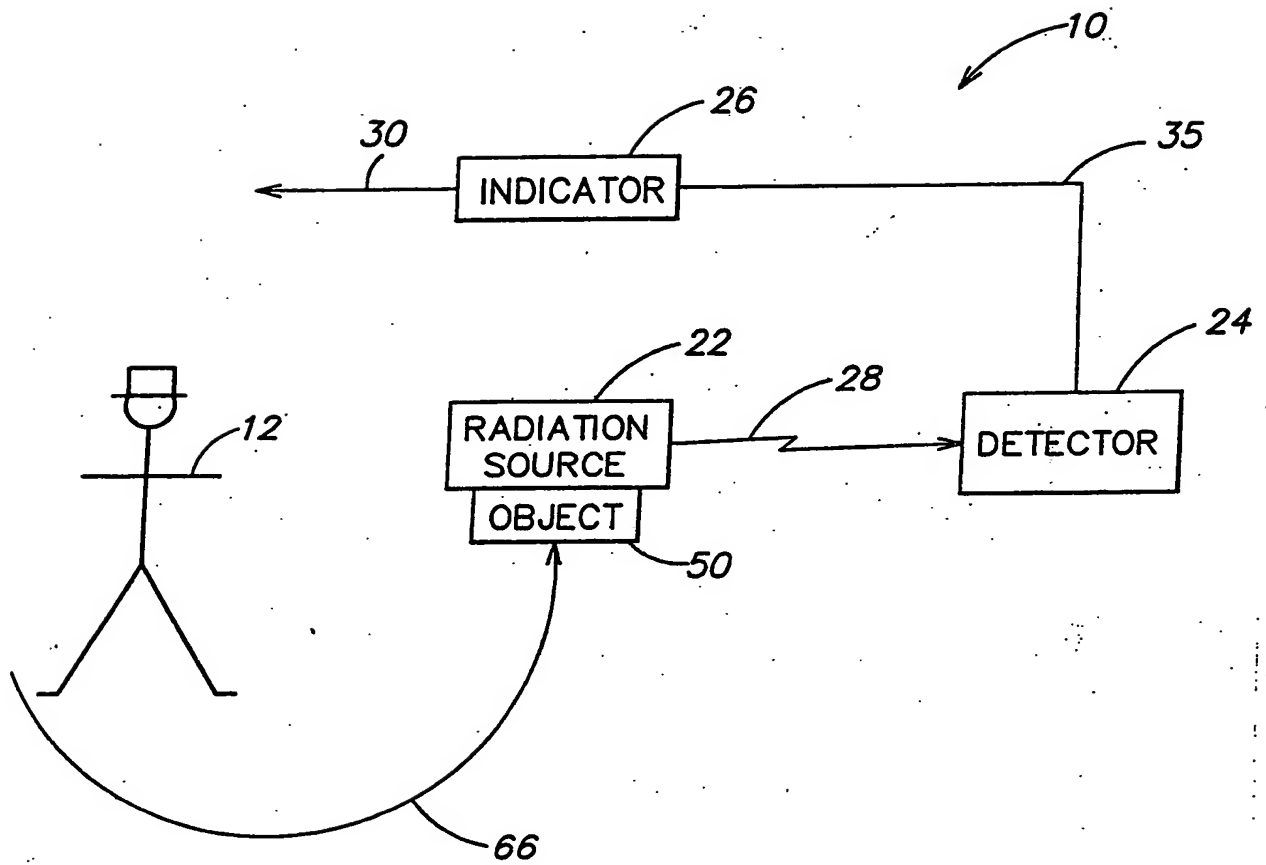 10
26
30
35
INDICATOR
22
24
28
12
RADIATION
SOURCE
DETECTOR
OBJECT
50
66